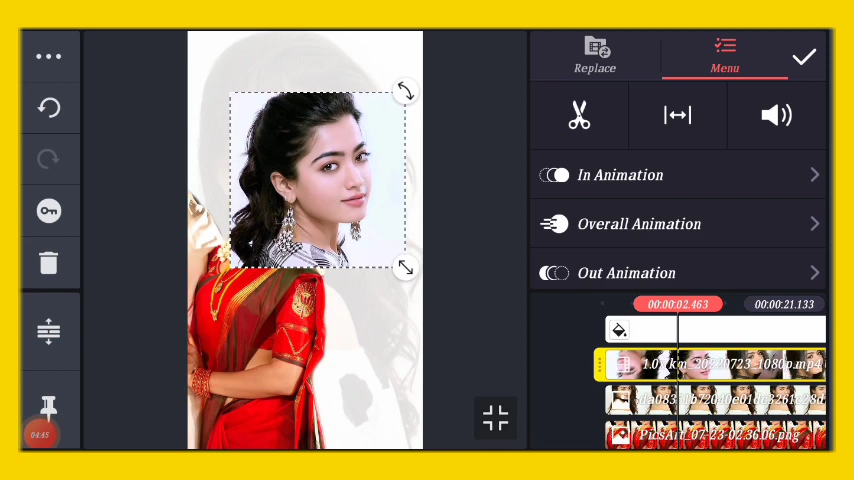 Replace
Menu
In Animation
Overall Animation
Out Animation
00:00:02.463
00:00:21.133
PicsArt_07-23-02.36.06.png
04:45